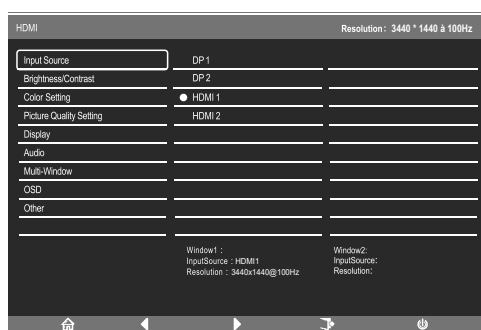 HDMI
Resolution: 3440 * 1440 à 100Hz
Input Source
DP 1
Brightness/Contrast
DP 2
Color Setting
HDMI 1
Picture Quality Setting
HDMI 2
Display
Audio
Multi-Window
OSD
Other
Window1 :
InputSource : HDMI1
Resolution : 3440x1440@100Hz
Window2:
InputSource:
Resolution: